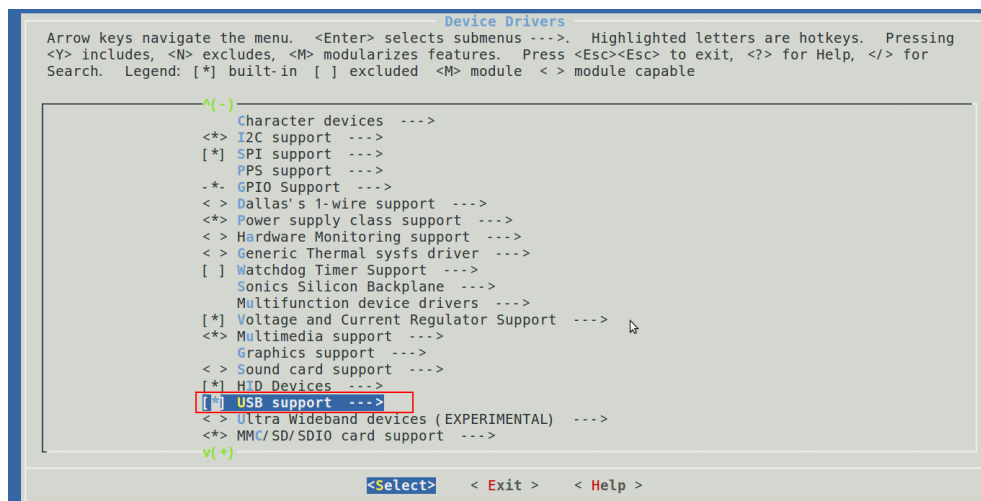 Device Drivers
Arrow keys navigate the menu. <Enter> selects submenus --->. Highlighted letters are hotkeys. Pressing
<Y> includes, <N> excludes, <M> modularizes features. Press <Esc><Esc> to exit, <?> for Help, </> for
Search. Legend: [*] built-in [ ] excluded <M> module < > module capable
^(-)
Character devices --->
<*> I2C support --->
[*] SPI support --->
PPS support --->
-*- GPIO Support --->
< > Dallas's 1-wire support --->
<*> Power supply class support --->
< > Hardware Monitoring support --->
< > Generic Thermal sysfs driver --->
[ ] Watchdog Timer Support --->
Sonics Silicon Backplane --->
Multifunction device drivers --->
[*] Voltage and Current Regulator Support --->
<*> Multimedia support --->
Graphics support --->
< > Sound card support --->
[*] HID Devices --->
[*] USB support --->
< > Ultra Wideband devices (EXPERIMENTAL) --->
<*> MMC/SD/SDIO card support --->
v(+)
<Select> < Exit > < Help >